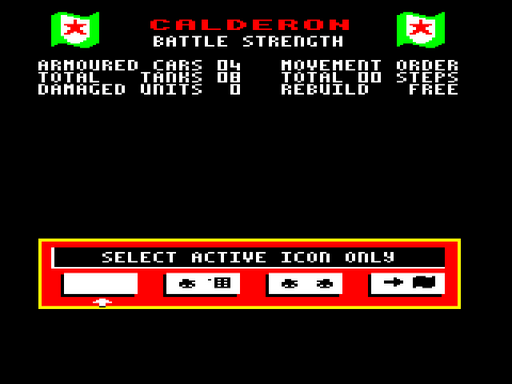 CALDERON
BATTLE STRENGTH
ARMOURED CARS 04 MOVEMENT ORDER
TOTAL TANKS 08 TOTAL 00 STEPS
DAMAGED UNITS 0 REBUILD FREE
SELECT ACTIVE ICON ONLY